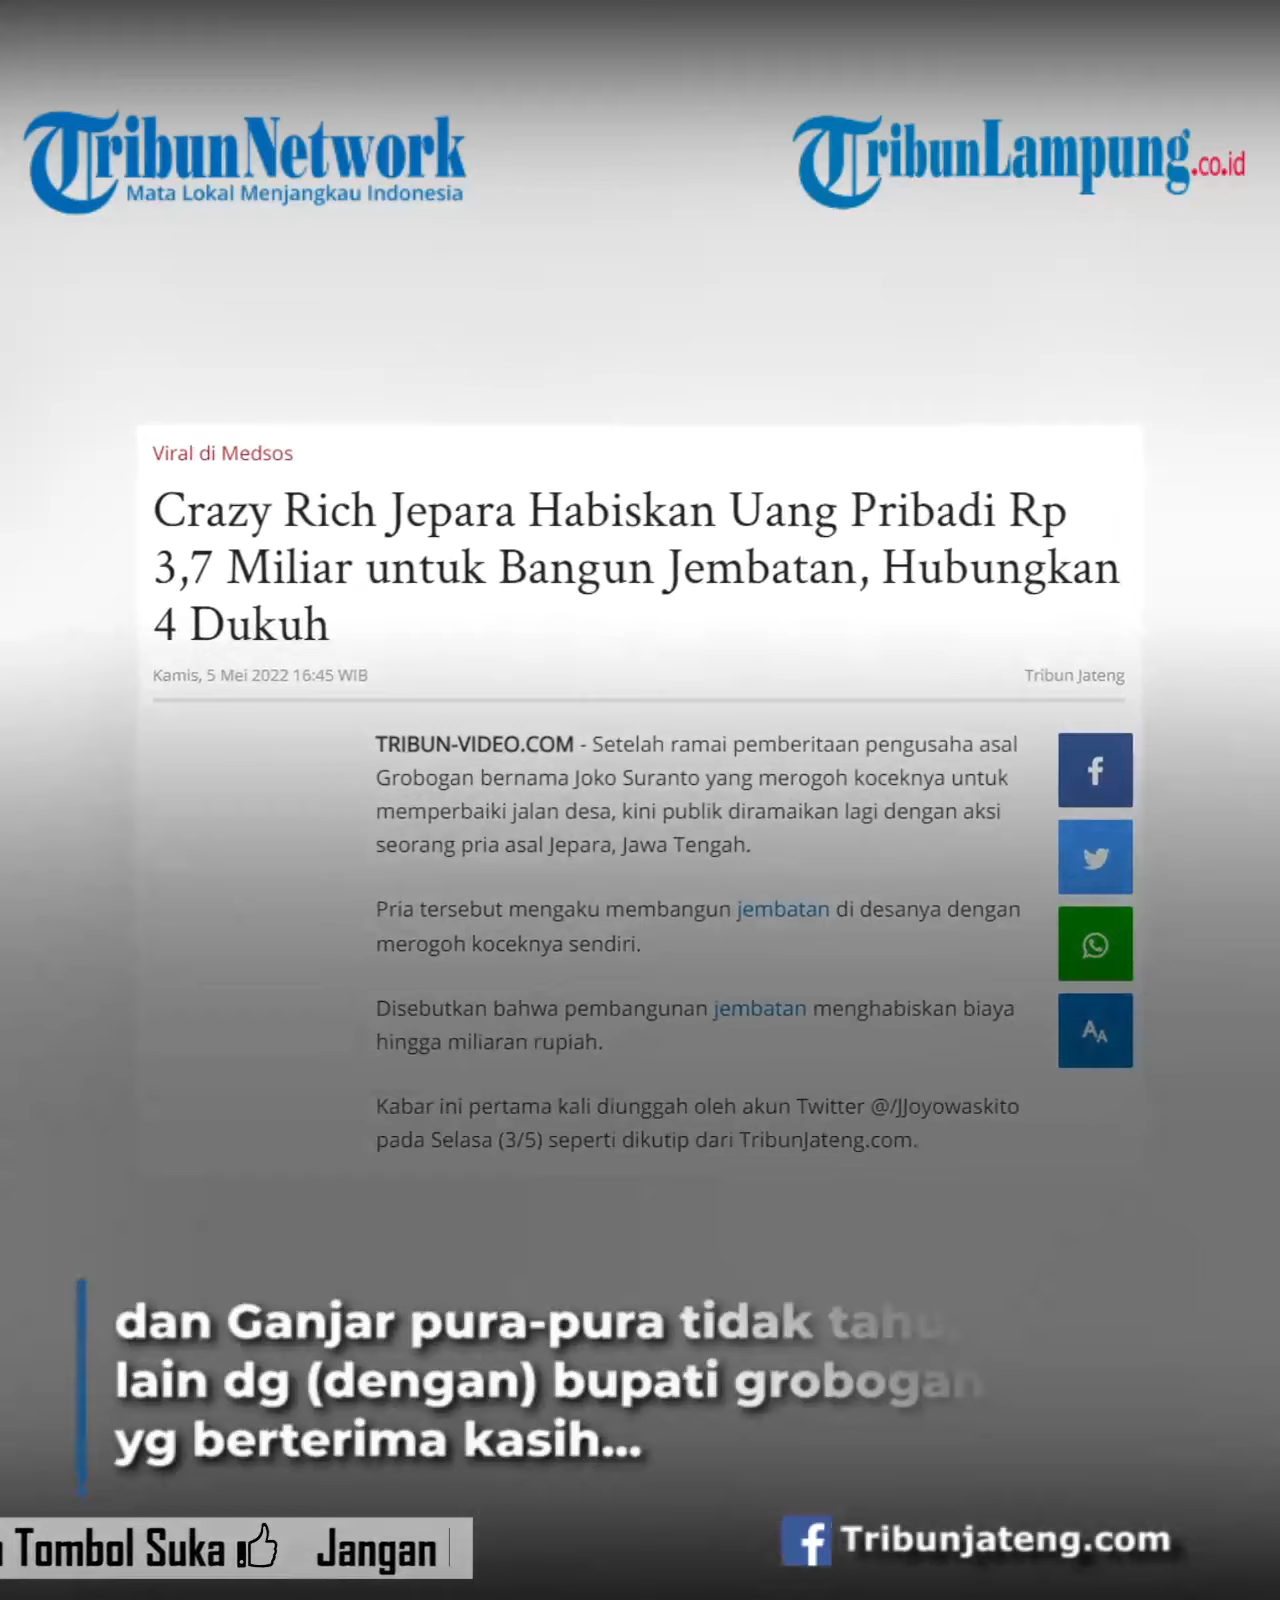 TribunNetwork
Mata Lokal Menjangkau Indonesia
TribunLampung.co.id
Viral di Medsos
Crazy Rich Jepara Habiskan Uang Pribadi Rp
3,7 Miliar untuk Bangun Jembatan, Hubungkan
4 Dukuh
Kamis, 5 Mei 2022 16:45 WIB
Tribun Jateng
TRIBUN-VIDEO.COM - Setelah ramai pemberitaan pengusaha asal
Grobogan bernama Joko Suranto yang merogoh koceknya untuk
memperbaiki jalan desa, kini publik diramaikan lagi dengan aksi
seorang pria asal Jepara, Jawa Tengah.
Pria tersebut mengaku membangun jembatan di desanya dengan
merogoh koceknya sendiri.
Disebutkan bahwa pembangunan jembatan menghabiskan biaya
hingga miliaran rupiah.
Kabar ini pertama kali diunggah oleh akun Twitter @/JJoyowaskito
pada Selasa (3/5) seperti dikutip dari TribunJateng.com.
dan Ganjar pura-pura tidak tahu,
lain dg (dengan) bupati grobogan
yg berterima kasih...
Tombol Suka Jangan
Tribunjateng.com